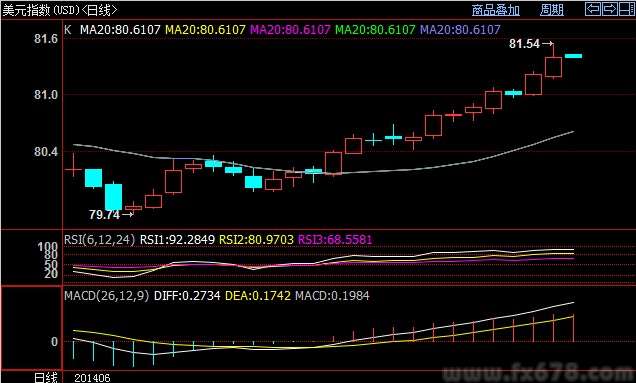 美元指数(USD)<日线> 商品叠加 周期
K MA20:80.6107 MA20:80.6107 MA20:80.6107 MA20:80.6107 MA20:80.6107
81.6
81.54
81.0
80.4
79.74
RSI(6,12,24) RSI1:92.2849 RSI2:80.9703 RSI3:68.5581
100
80
50
20
MACD(26,12,9) DIFF:0.2734 DEA:0.1742 MACD:0.1984
0
www.fx678.com
日线 201406